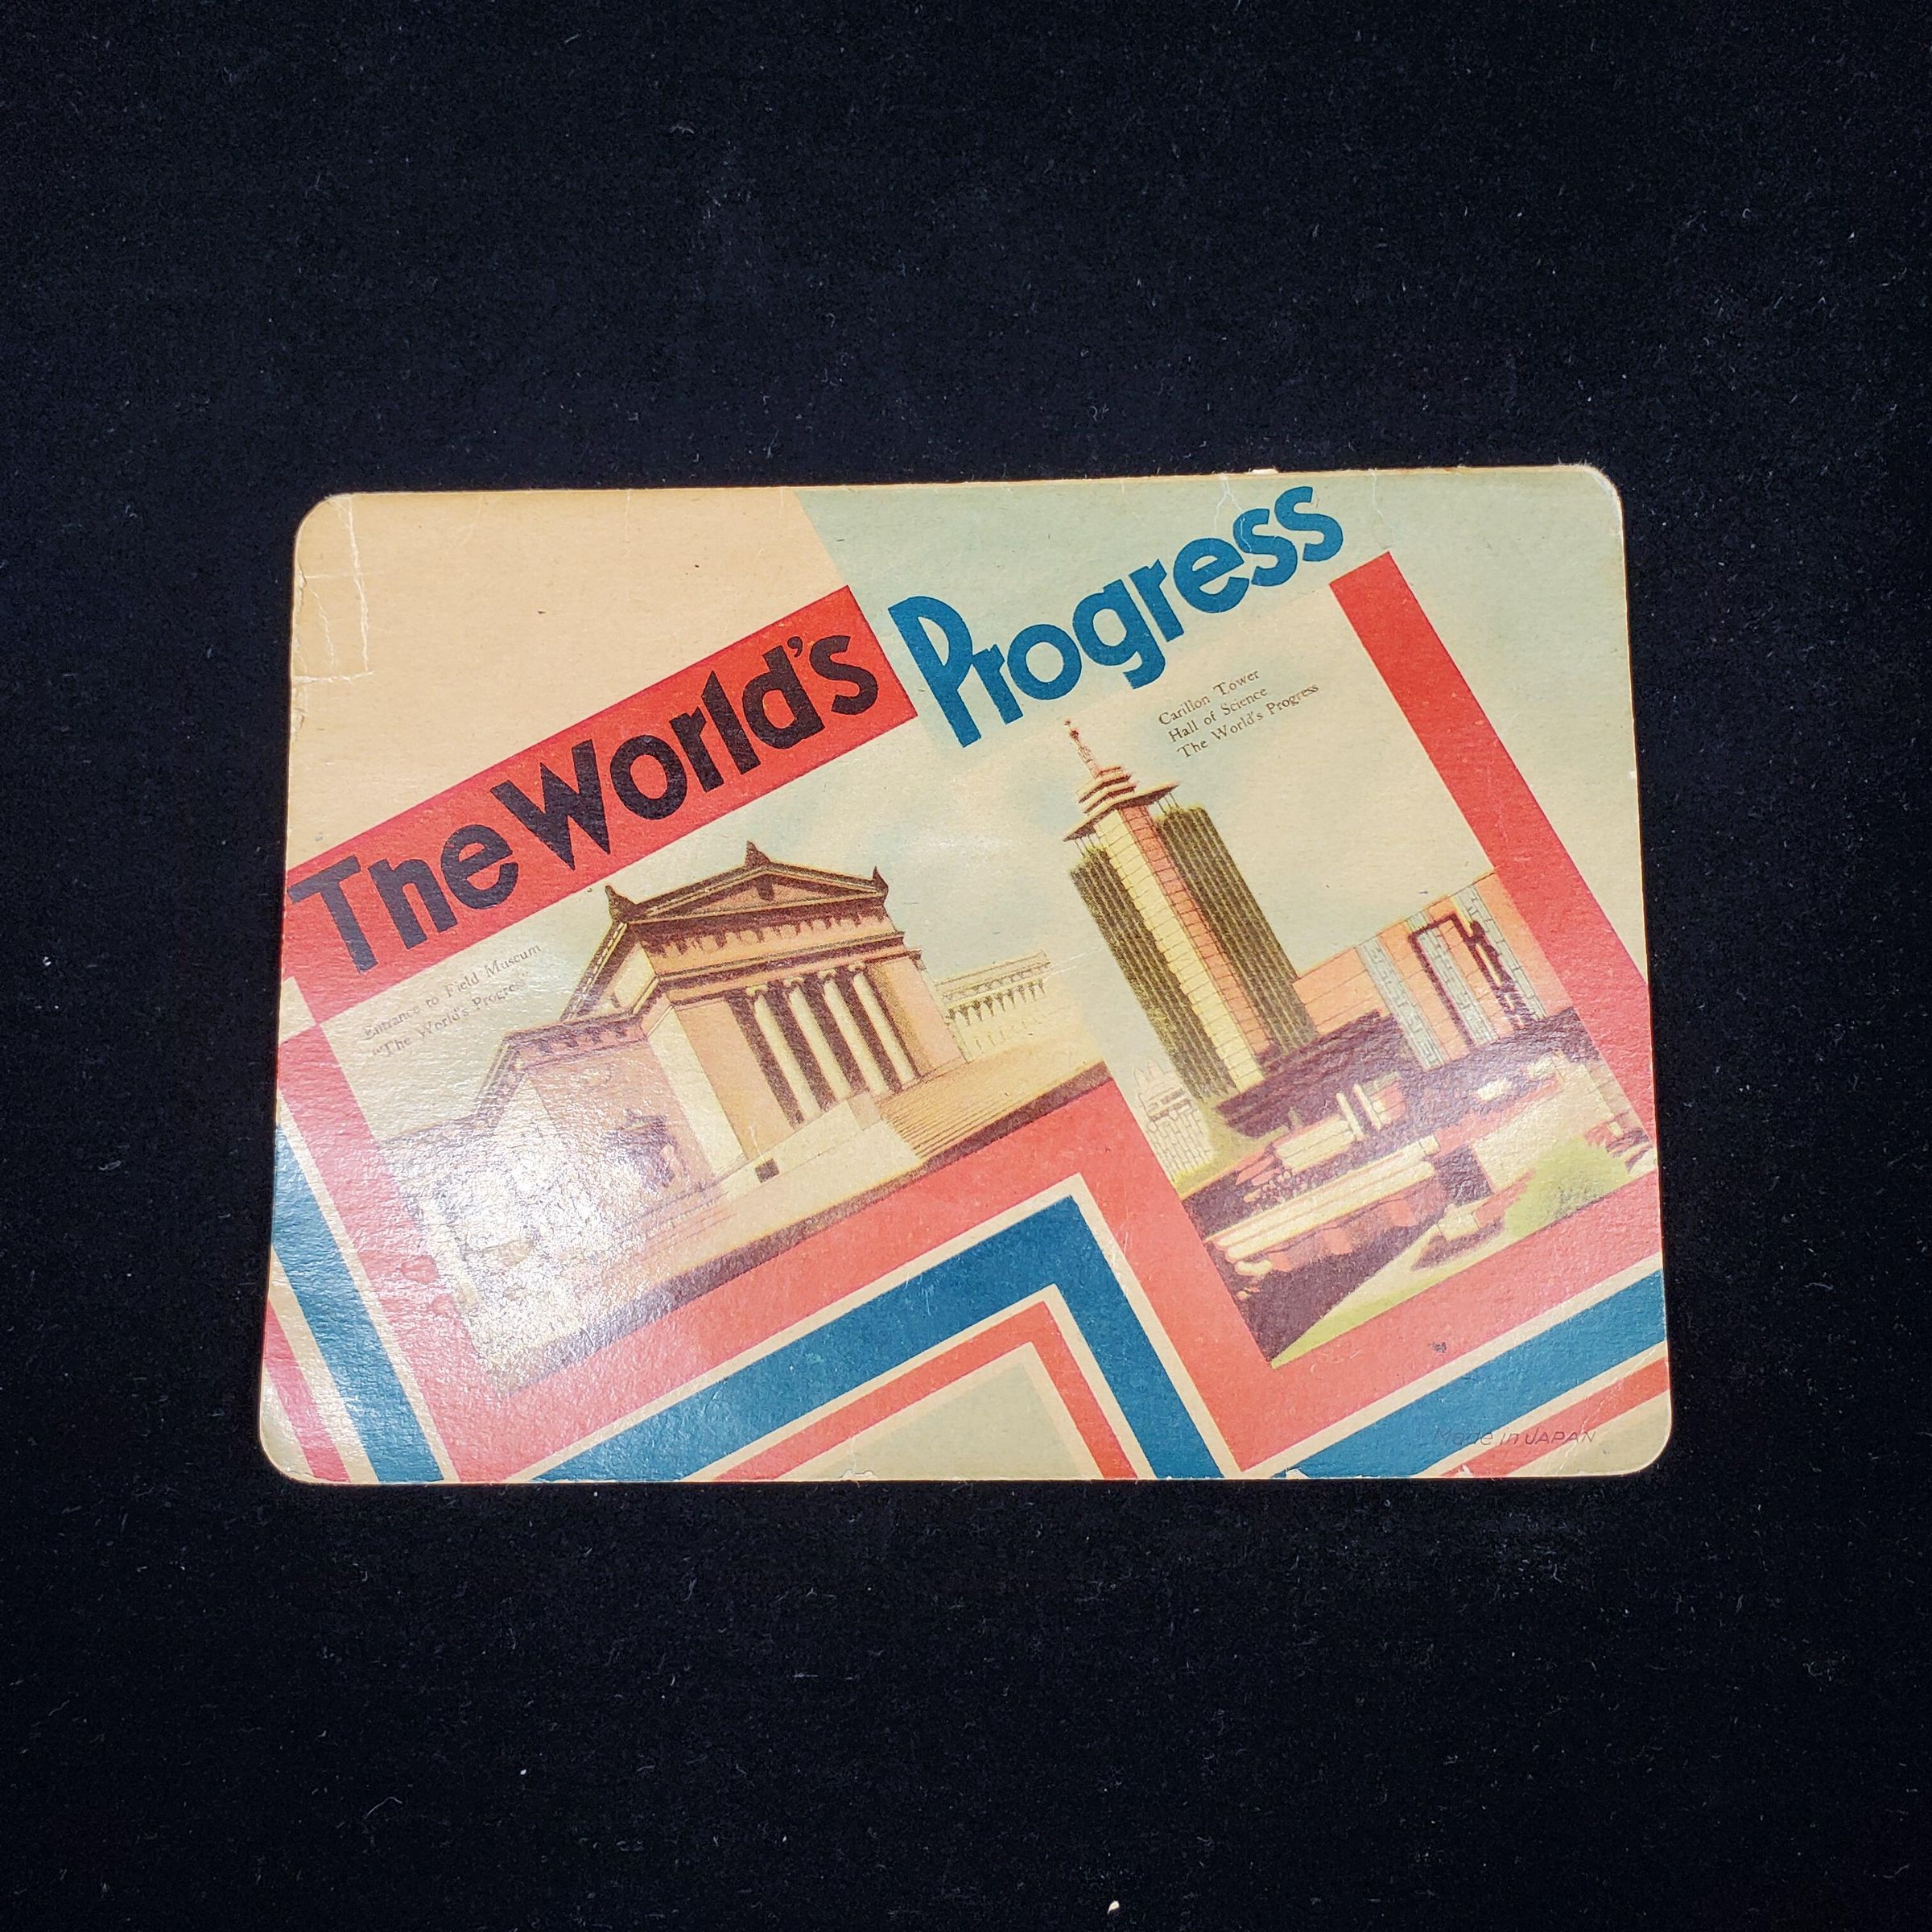 The World's
Progress
Carillon Tower
Hall of Science
The World's Progress
Entrance to Field Museum
"The World's Progress"
Made in JAPAN